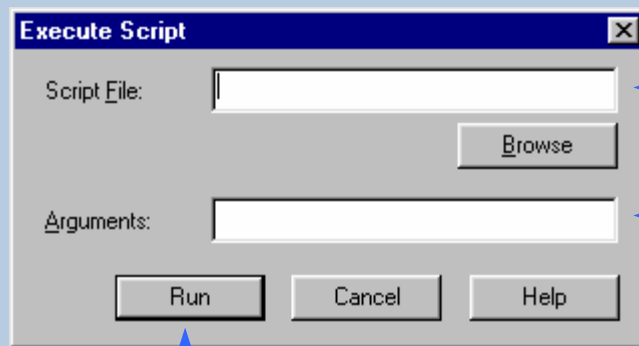 Execute Script
Script File:
Browse
Arguments:
Run Cancel Help